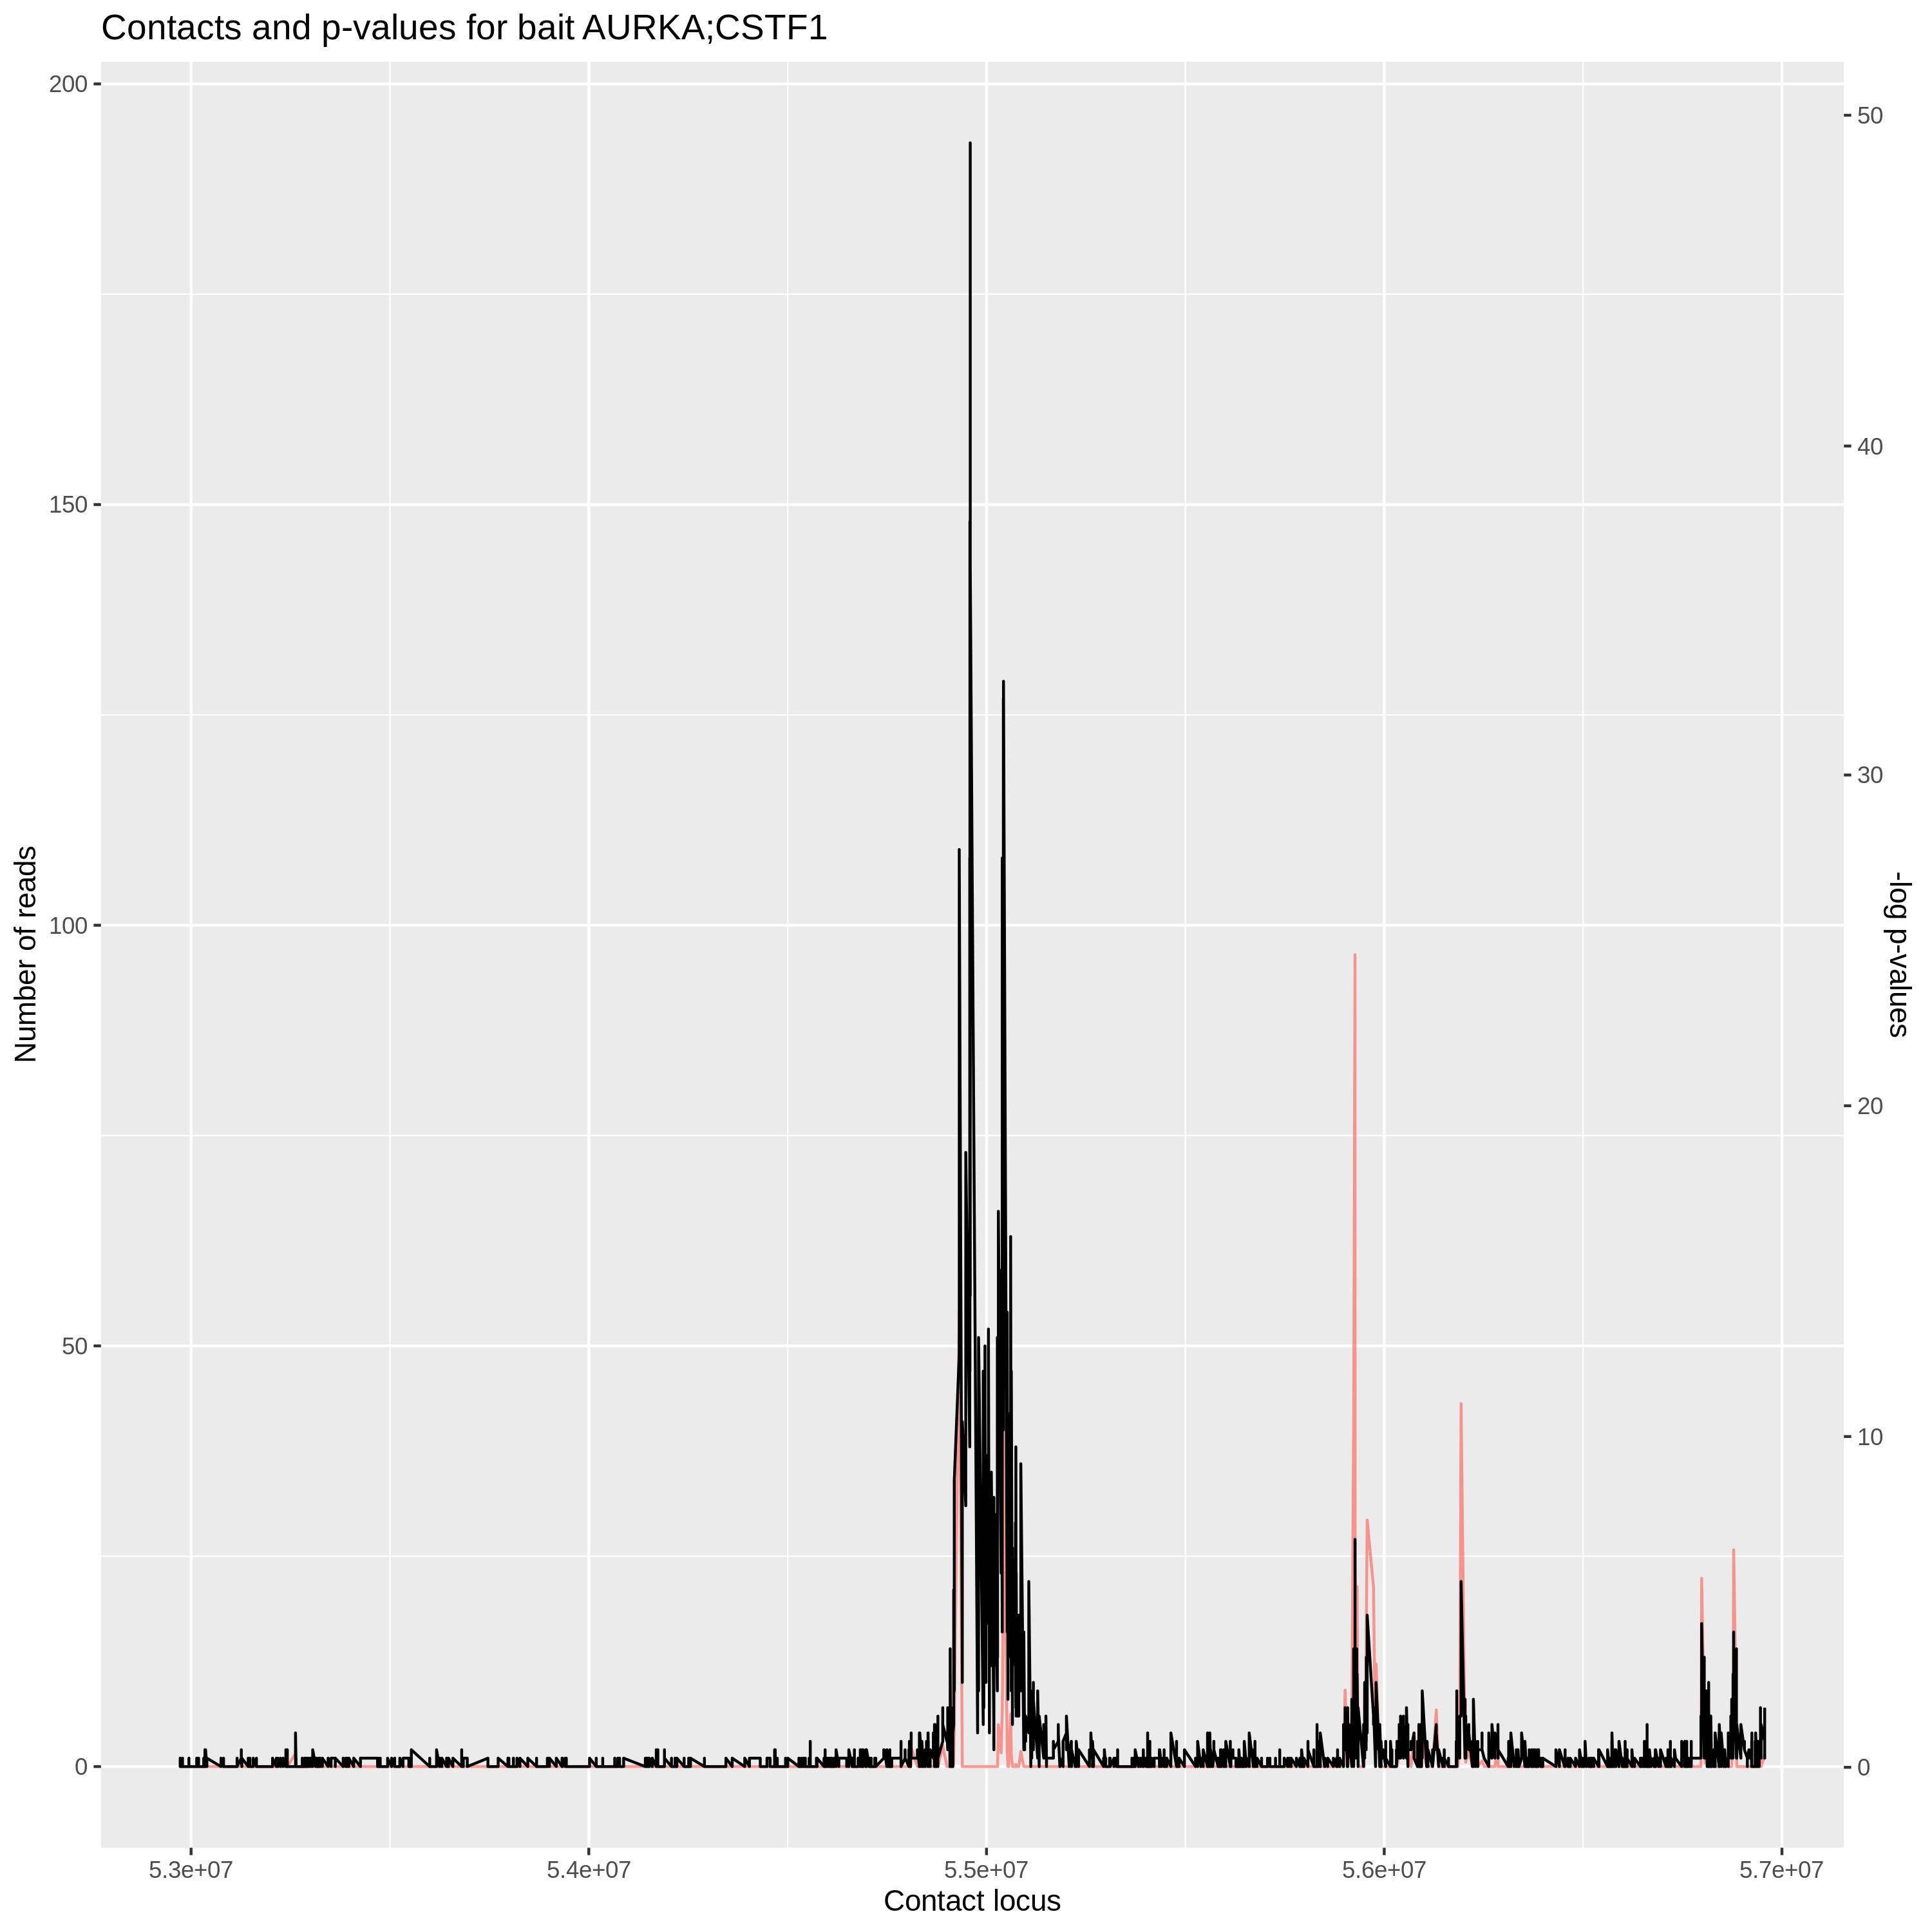 Contacts and p-values for bait AURKA;CSTF1
200
150
100
50
0
Number of reads
50
40
30
20
10
0
-log p-values
5.3e+07
5.4e+07
5.5e+07
5.6e+07
5.7e+07
Contact locus